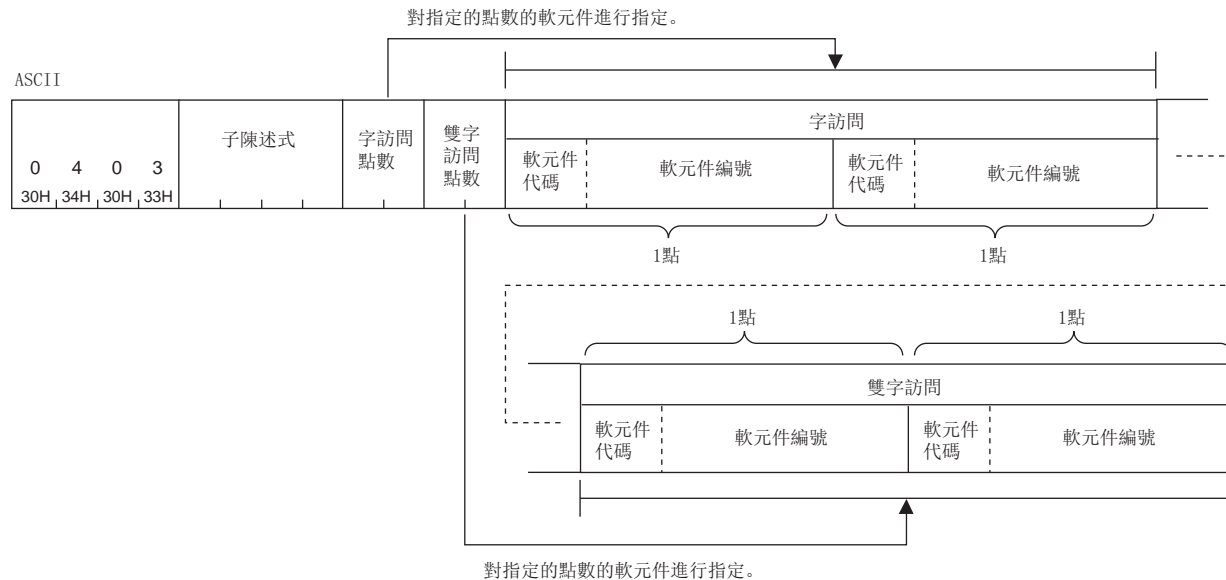 對指定的點數的軟元件進行指定。
ASCII
0 4 0 3
30H 34H 30H 33H
子陳述式
字訪問
點數
雙字
訪問
點數
字訪問
軟元件
代碼
軟元件編號
軟元件
代碼
軟元件編號
1點
1點
1點
1點
雙字訪問
軟元件
代碼
軟元件編號
軟元件
代碼
軟元件編號
對指定的點數的軟元件進行指定。